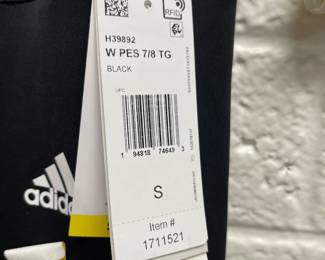 RFID
H39892
W PES 7/8 TG
BLACK
UPC
1 94818 74649 3
S
Item #
1711521
adidas